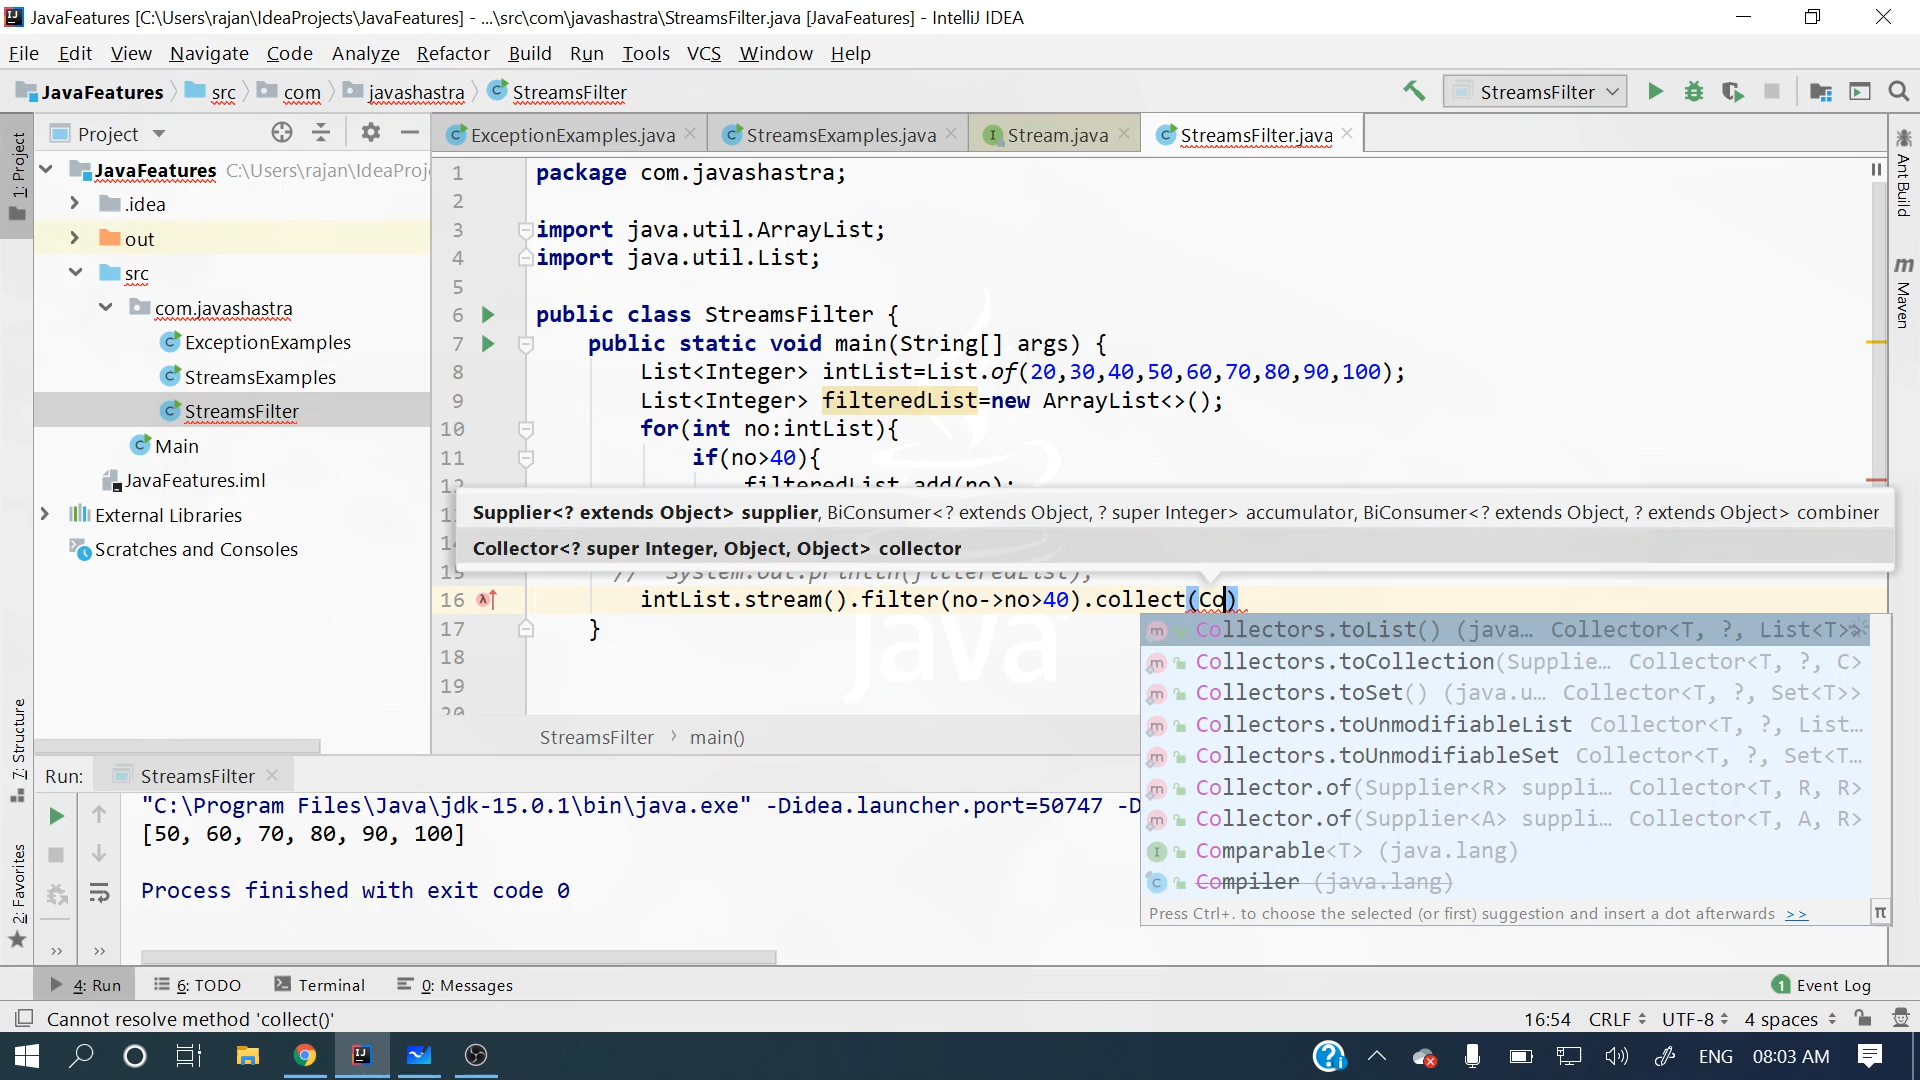 JavaFeatures [C:\Users\rajan\IdeaProjects\JavaFeatures] - ...\src\com\javashastra\StreamsFilter.java [JavaFeatures] - IntelliJ IDEA
File Edit View Navigate Code Analyze Refactor Build Run Tools VCS Window Help
JavaFeatures src com javashastra StreamsFilter
StreamsFilter
Project
ExceptionExamples.java StreamsExamples.java Stream.java StreamsFilter.java
1: Project
7: Structure
2: Favorites
Ant Build
Maven
JavaFeatures C:\Users\rajan\IdeaProj
.idea
out
src
com.javashastra
ExceptionExamples
StreamsExamples
StreamsFilter
Main
JavaFeatures.iml
External Libraries
Scratches and Consoles
1 package com.javashastra;
2
3 import java.util.ArrayList;
4 import java.util.List;
5
6 public class StreamsFilter {
7 public static void main(String[] args) {
8 List<Integer> intList=List.of(20,30,40,50,60,70,80,90,100);
9 List<Integer> filteredList=new ArrayList<>();
10 for(int no:intList){
11 if(no>40){
12 filteredList.add(no);
Supplier<? extends Object> supplier, BiConsumer<? extends Object, ? super Integer> accumulator, BiConsumer<? extends Object, ? extends Object> combiner
Collector<? super Integer, Object, Object> collector
15 // System.out.println(filteredList);
16 intList.stream().filter(no->no>40).collect(Co)
17 }
18
19
20
Collectors.toList() (java... Collector<T, ?, List<T>>
Collectors.toCollection(Supplie... Collector<T, ?, C>
Collectors.toSet() (java.u... Collector<T, ?, Set<T>>
Collectors.toUnmodifiableList Collector<T, ?, List...
Collectors.toUnmodifiableSet Collector<T, ?, Set<T...
Collector.of(Supplier<R> suppli... Collector<T, R, R>
Collector.of(Supplier<A> suppli... Collector<T, A, R>
Comparable<T> (java.lang)
Compiler (java.lang)
Press Ctrl+. to choose the selected (or first) suggestion and insert a dot afterwards >>
π
Java
StreamsFilter main()
Run: StreamsFilter
"C:\Program Files\Java\jdk-15.0.1\bin\java.exe" -Didea.launcher.port=50747 -D
[50, 60, 70, 80, 90, 100]
Process finished with exit code 0
4: Run 6: TODO Terminal 0: Messages 1 Event Log
Cannot resolve method 'collect()' 16:54 CRLF UTF-8 4 spaces
ENG 08:03 AM